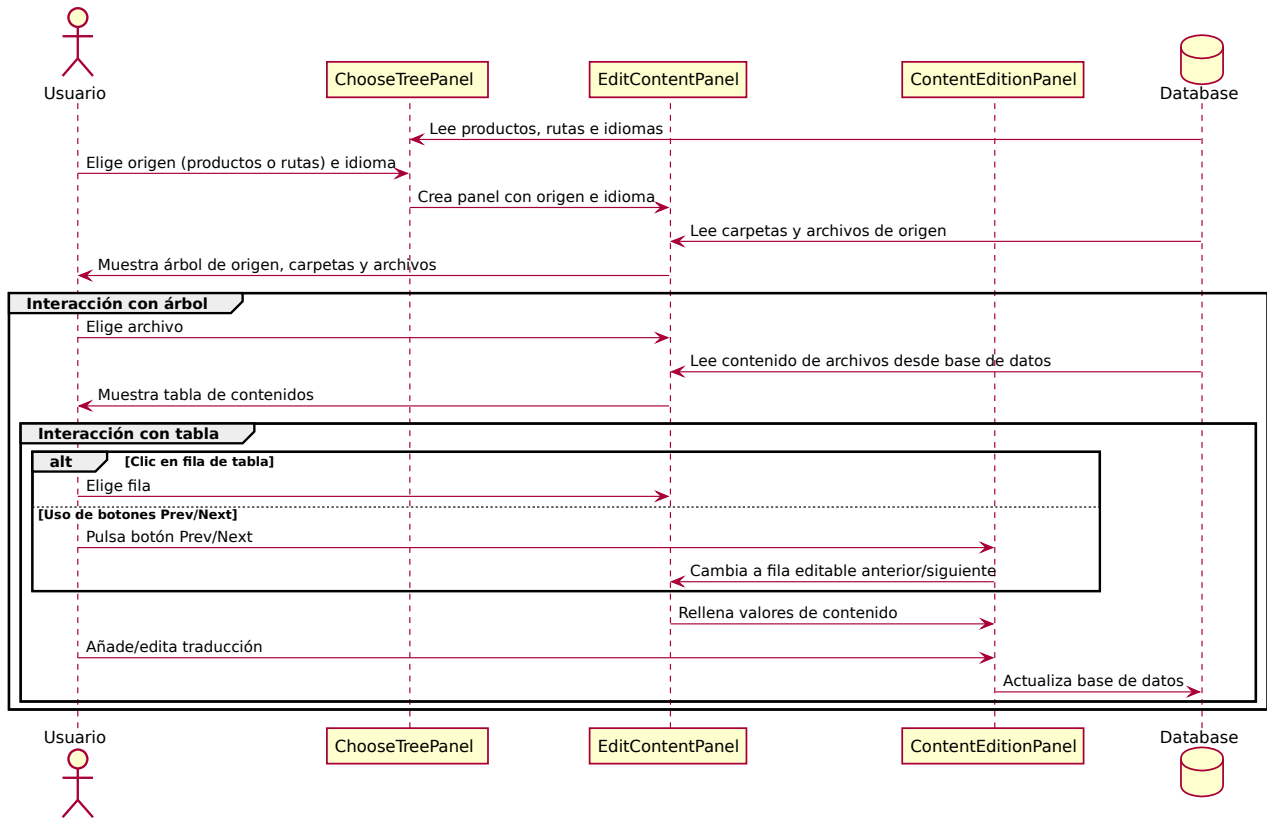 Usuario
ChooseTreePanel
EditContentPanel
ContentEditionPanel
Database
Lee productos, rutas e idiomas
Elige origen (productos o rutas) e idioma
Crea panel con origen e idioma
Lee carpetas y archivos de origen
Muestra árbol de origen, carpetas y archivos
Interacción con árbol
Elige archivo
Lee contenido de archivos desde base de datos
Muestra tabla de contenidos
Interacción con tabla
alt
[Clic en fila de tabla]
Elige fila
[Uso de botones Prev/Next]
Pulsa botón Prev/Next
Cambia a fila editable anterior/siguiente
Rellena valores de contenido
Añade/edita traducción
Actualiza base de datos
Usuario
ChooseTreePanel
EditContentPanel
ContentEditionPanel
Database